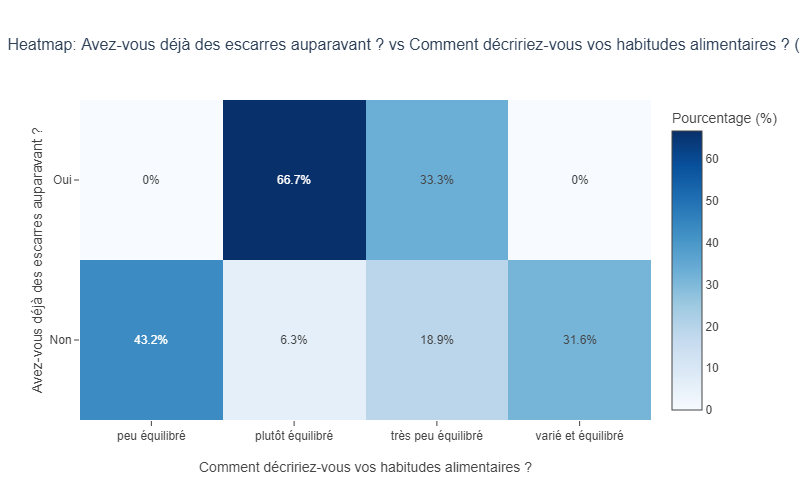 Heatmap: Avez-vous déjà des escarres auparavant ? vs Comment décririez-vous vos habitudes alimentaires ? (
Pourcentage (%)
Avez-vous déjà des escarres auparavant ?
Oui
0%
66.7%
33.3%
0%
Non
43.2%
6.3%
18.9%
31.6%
60
50
40
30
20
10
0
peu équilibré
plutôt équilibré
très peu équilibré
varié et équilibré
Comment décririez-vous vos habitudes alimentaires ?